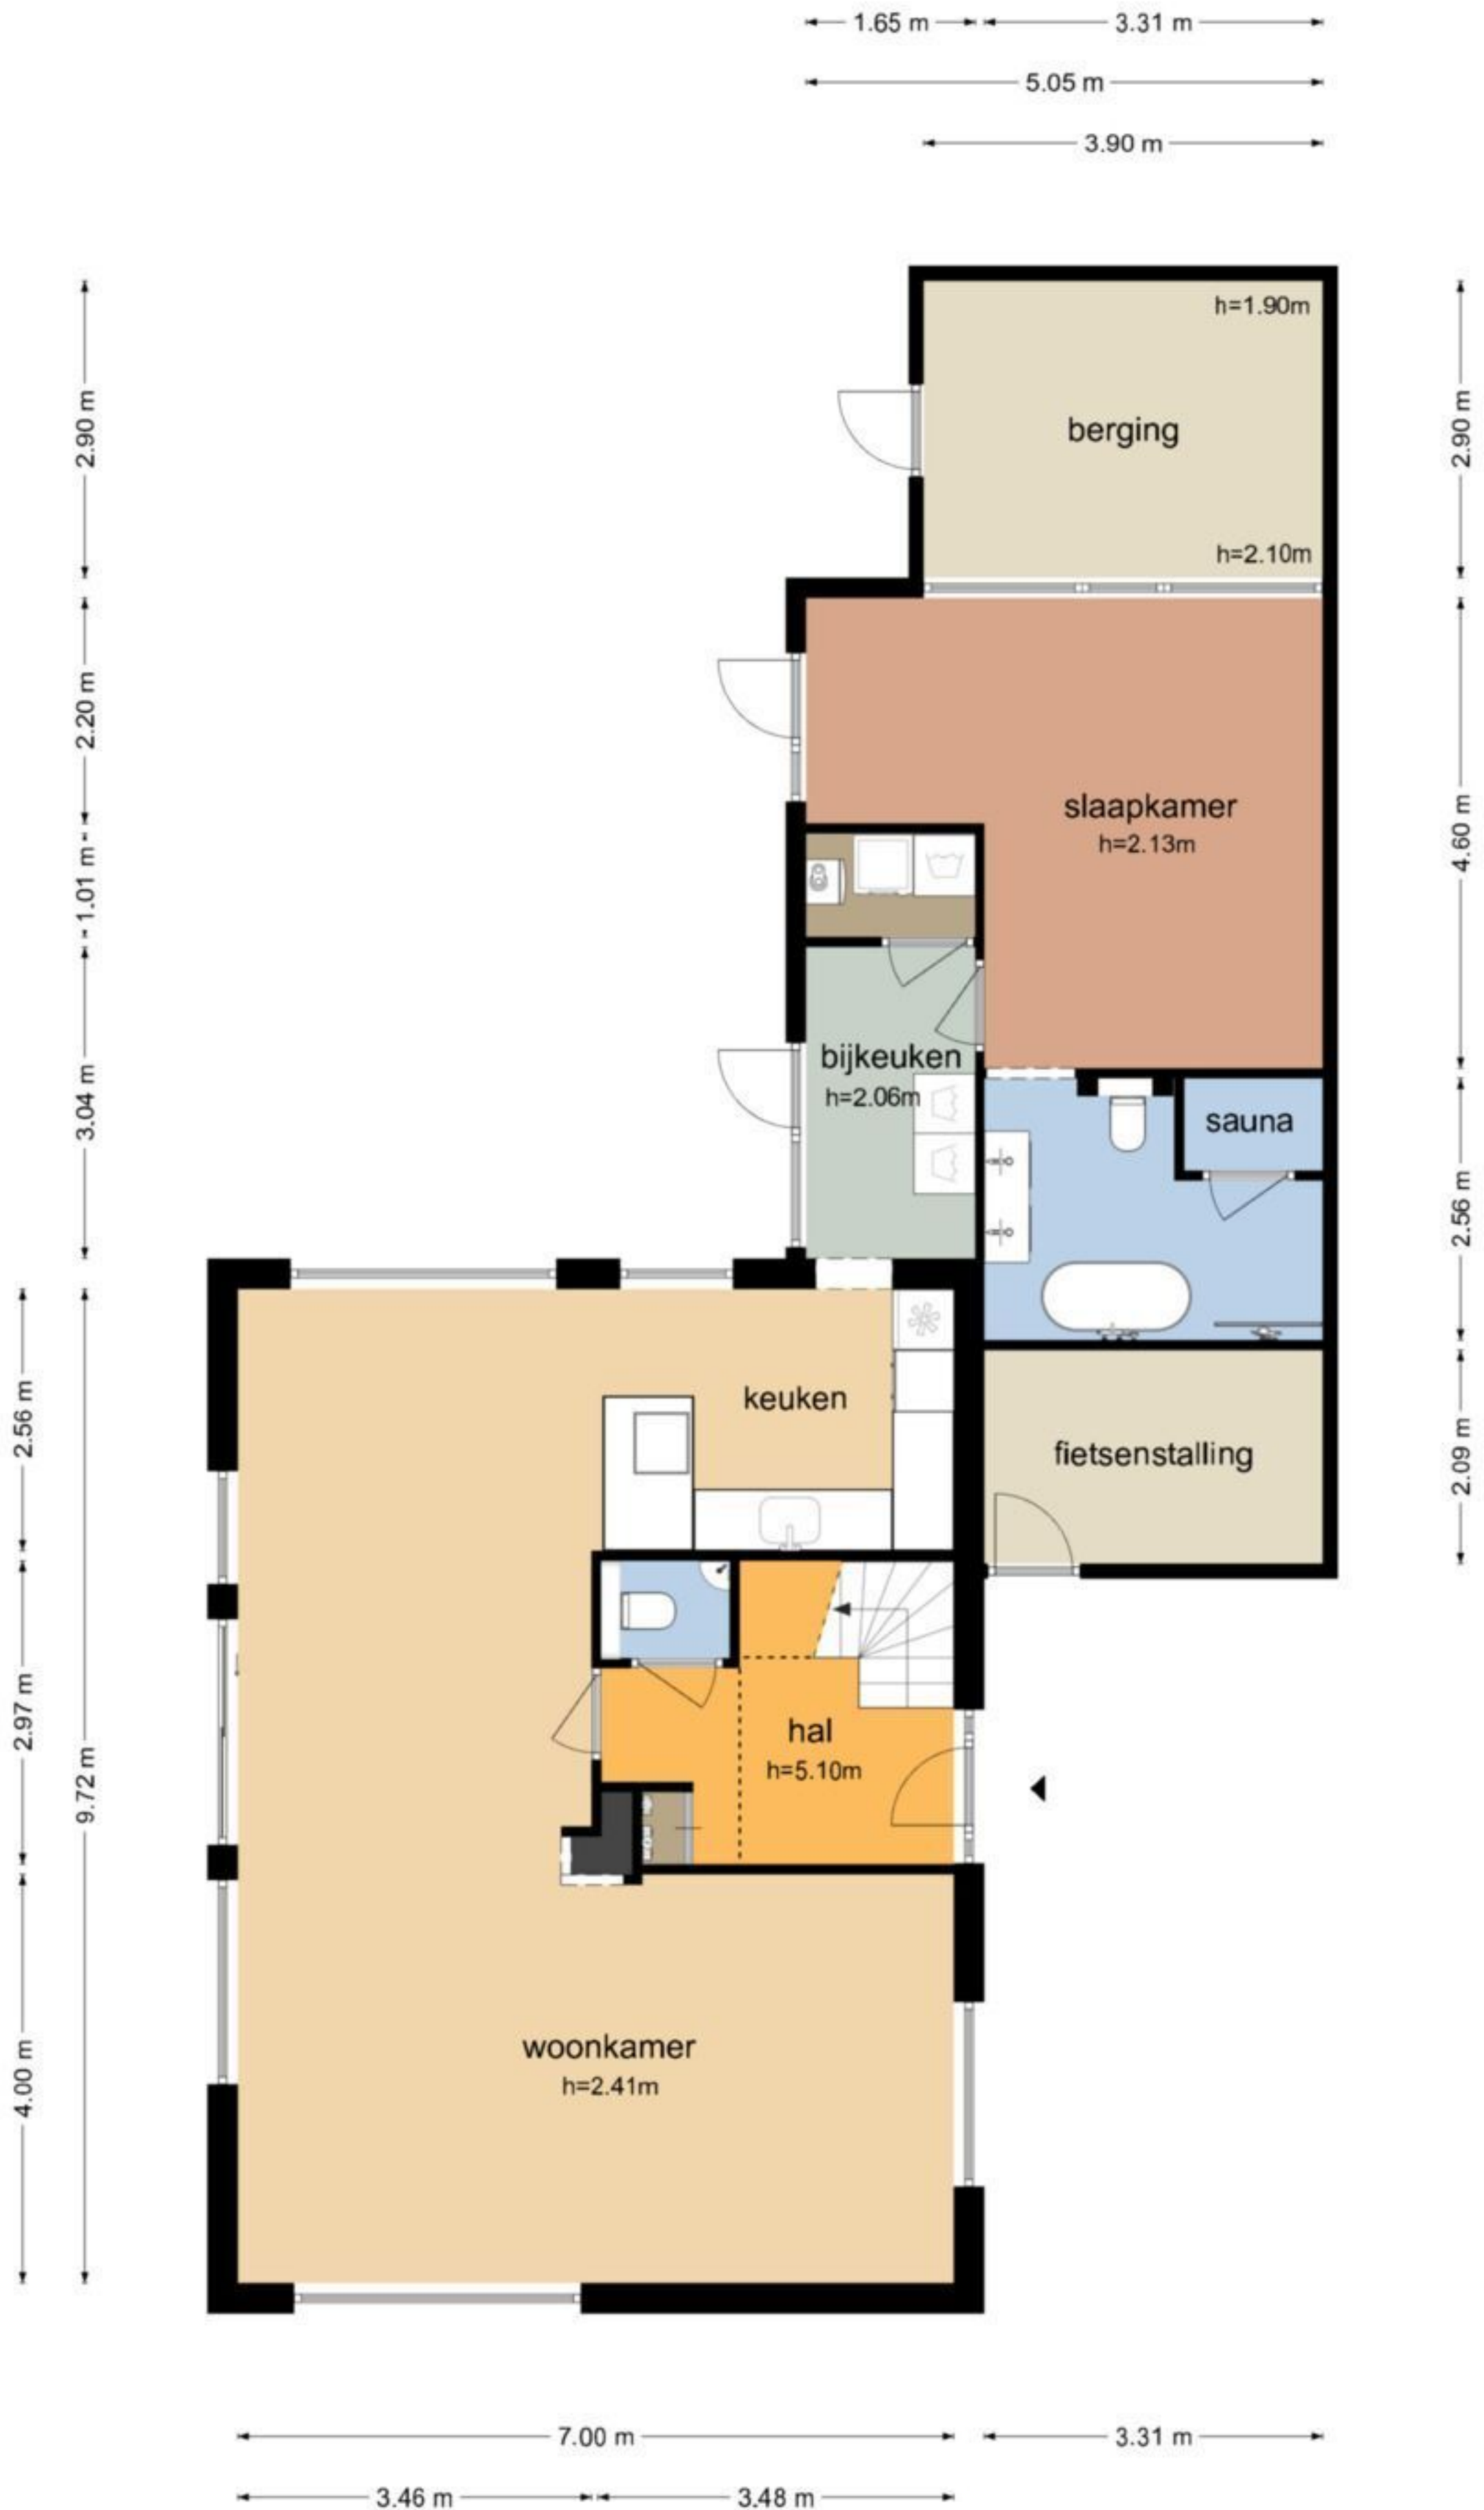 1.65 m
3.31 m
5.05 m
3.90 m
h=1.90m
berging
h=2.10m
2.90 m
2.90 m
2.20 m
slaapkamer
h=2.13m
4.60 m
1.01 m
bijkeuken
h=2.06m
3.04 m
sauna
2.56 m
keuken
2.56 m
fietsenstalling
2.09 m
hal
h=5.10m
2.97 m
9.72 m
woonkamer
h=2.41m
4.00 m
7.00 m
3.31 m
3.46 m
3.48 m